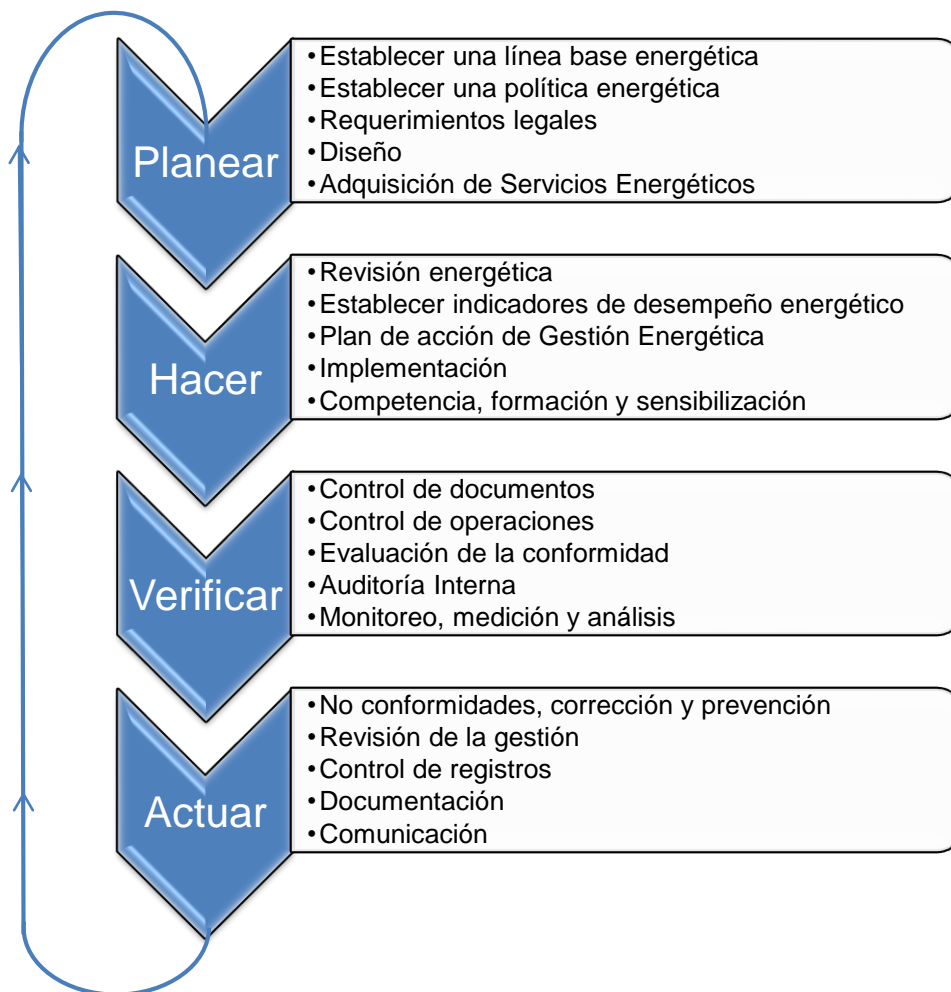 Planear
•Establecer una línea base energética
•Establecer una política energética
•Requerimientos legales
•Diseño
•Adquisición de Servicios Energéticos
Hacer
•Revisión energética
•Establecer indicadores de desempeño energético
•Plan de acción de Gestión Energética
•Implementación
•Competencia, formación y sensibilización
Verificar
•Control de documentos
•Control de operaciones
•Evaluación de la conformidad
•Auditoría Interna
•Monitoreo, medición y análisis
Actuar
•No conformidades, corrección y prevención
•Revisión de la gestión
•Control de registros
•Documentación
•Comunicación